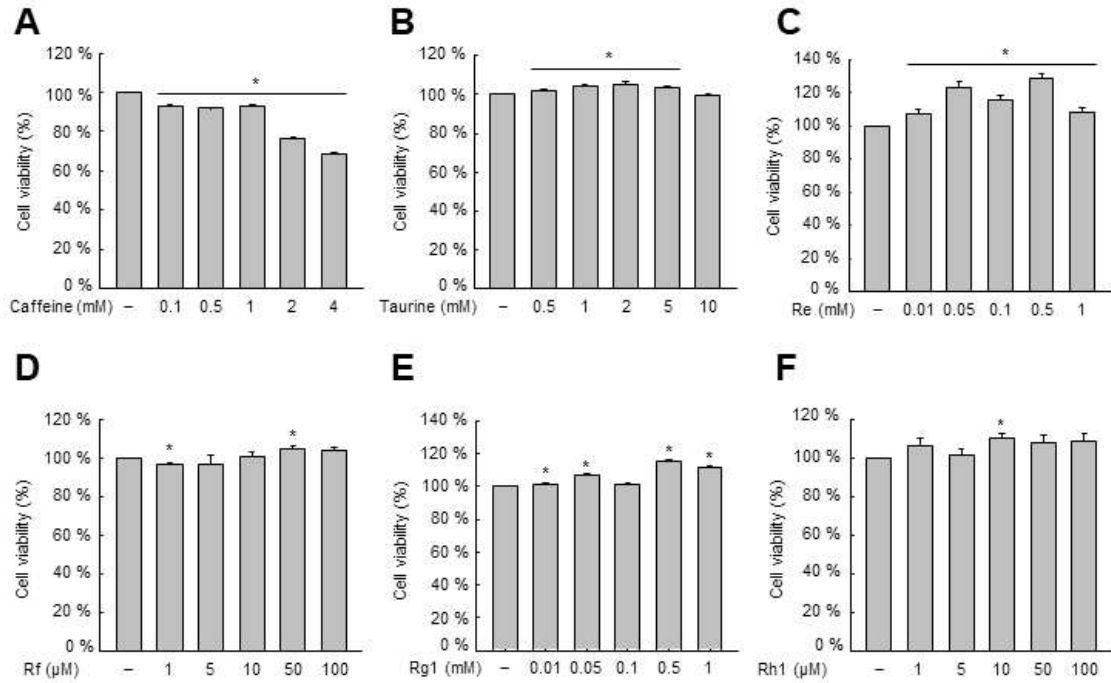 A
Cell viability (%)
120 %
100 %
80 %
60 %
40 %
20 %
0 %
*
Caffeine (mM) – 0.1 0.5 1 2 4
B
Cell viability (%)
120 %
100 %
80 %
60 %
40 %
20 %
0 %
*
Taurine (mM) – 0.5 1 2 5 10
C
Cell viability (%)
140 %
120 %
100 %
80 %
60 %
40 %
20 %
0 %
*
Re (mM) – 0.01 0.05 0.1 0.5 1
D
Cell viability (%)
120 %
100 %
80 %
60 %
40 %
20 %
0 %
* *
Rf (µM) – 1 5 10 50 100
E
Cell viability (%)
140 %
120 %
100 %
80 %
60 %
40 %
20 %
0 %
* * * *
Rg1 (mM) – 0.01 0.05 0.1 0.5 1
F
Cell viability (%)
120 %
100 %
80 %
60 %
40 %
20 %
0 %
*
Rh1 (µM) – 1 5 10 50 100